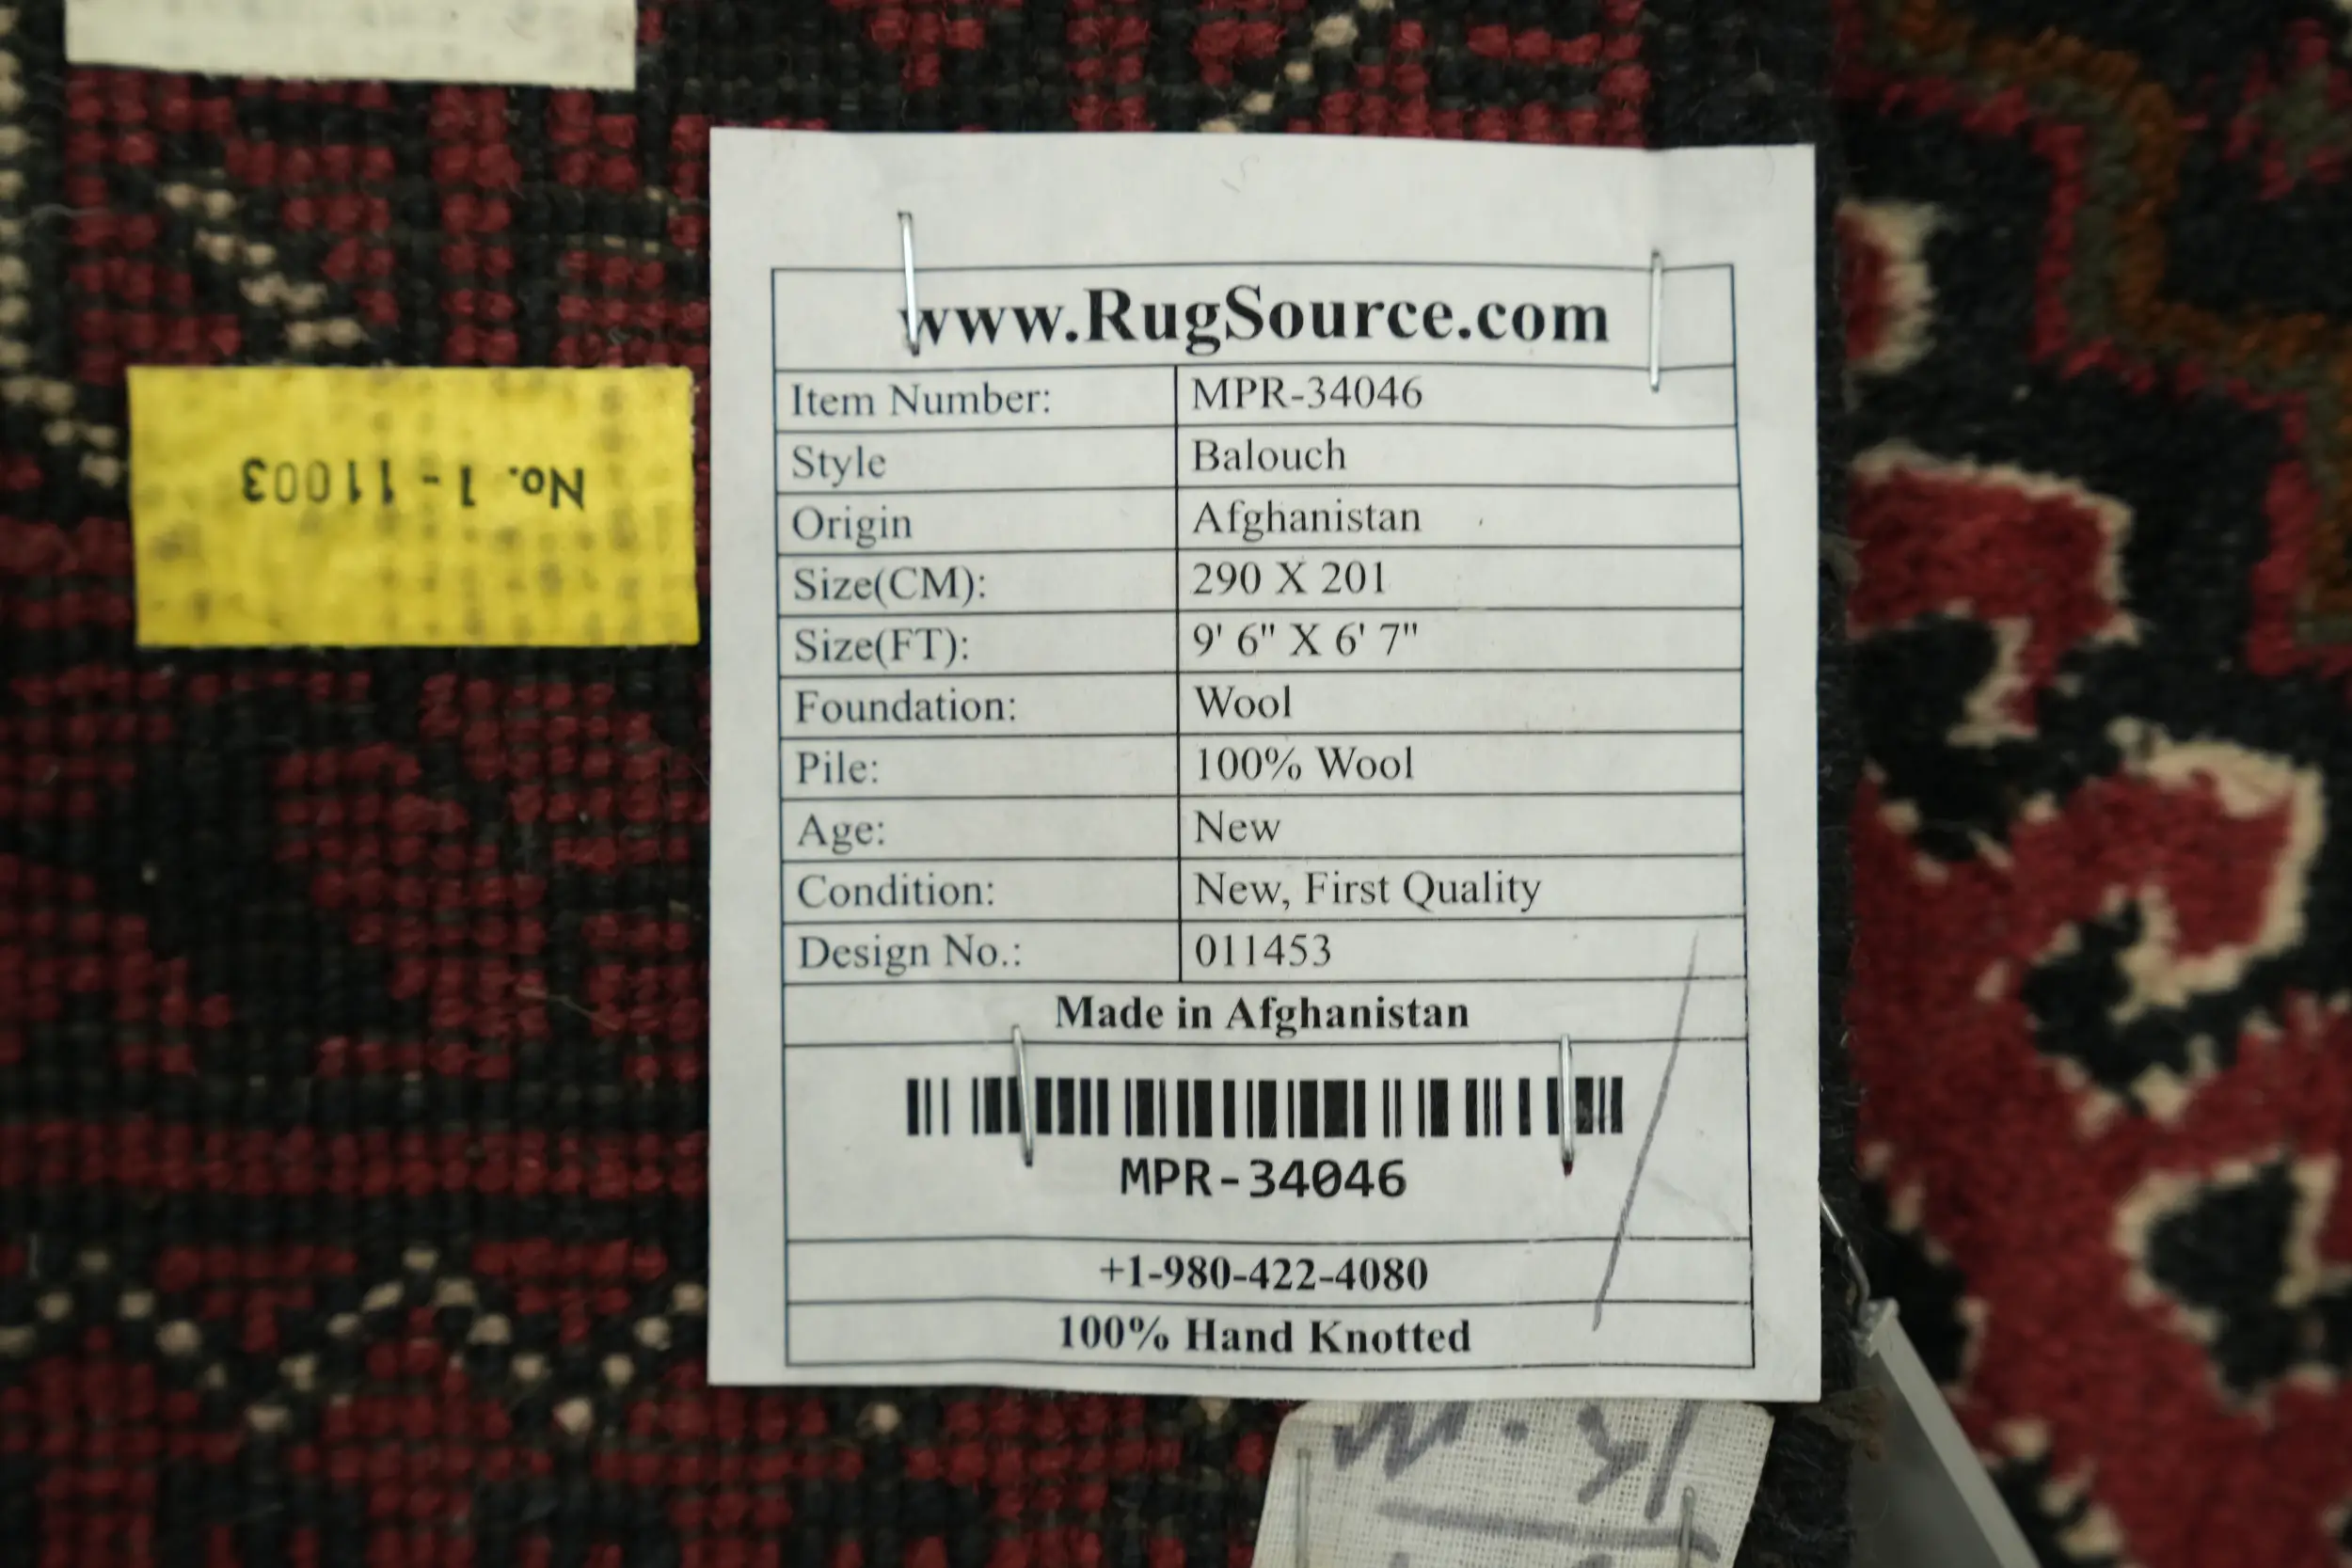 www.RugSource.com
Item Number: MPR-34046
Style Balouch
Origin Afghanistan
Size(CM): 290 X 201
Size(FT): 9' 6" X 6' 7"
Foundation: Wool
Pile: 100% Wool
Age: New
Condition: New, First Quality
Design No.: 011453
Made in Afghanistan
MPR-34046
+1-980-422-4080
100% Hand Knotted
No. 1 - 11003